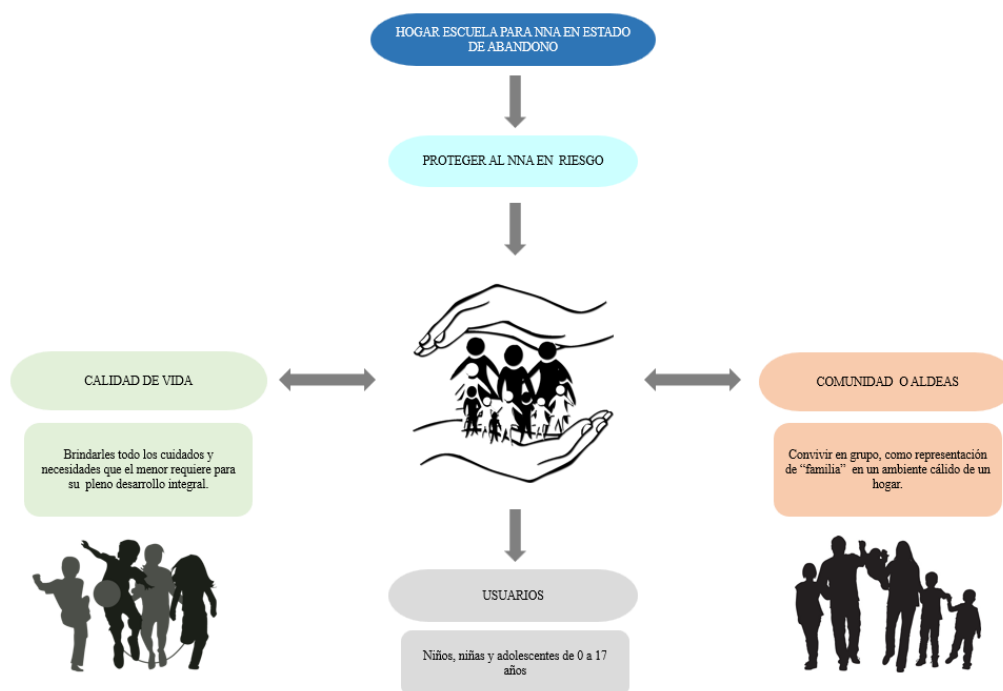 HOGAR ESCUELA PARA NNA EN ESTADO
DE ABANDONO
PROTEGER AL NNA EN RIESGO
CALIDAD DE VIDA
Brindarles todo los cuidados y
necesidades que el menor requiere para
su pleno desarrollo integral.
COMUNIDAD O ALDEAS
Convivir en grupo, como representación
de “familia” en un ambiente cálido de un
hogar.
USUARIOS
Niños, niñas y adolescentes de 0 a 17
años